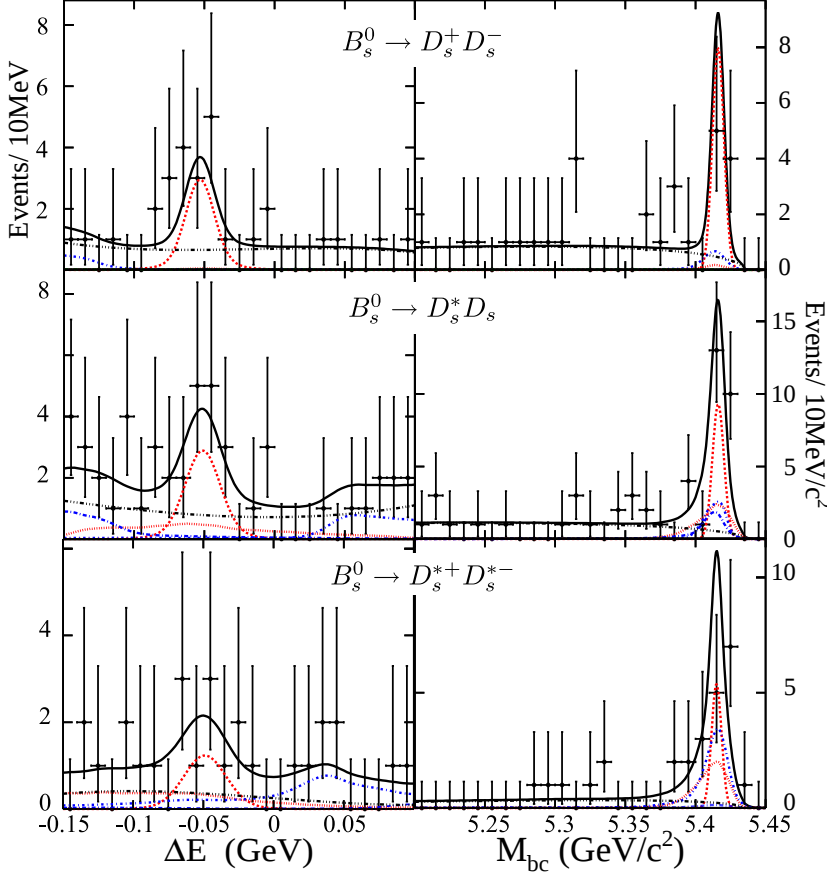 B_s^0 → D_s^+ D_s^-
Events/ 10MeV
8
6
4
2
8
6
4
2
0
B_s^0 → D_s^* D_s
8
4
2
15
10
5
0
Events/ 10MeV/c²
B_s^0 → D_s^{*+} D_s^{*-}
4
2
0
10
5
0
-0.15 -0.1 -0.05 0 0.05
5.25 5.3 5.35 5.4 5.45
ΔE (GeV)
M_bc (GeV/c²)